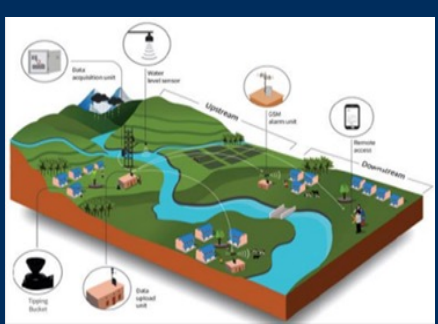 Data
acquisition unit
Water
level sensor
Upstream
GSM
alarm unit
Remote
access
Downstream
Tipping
Bucket
Data
upload
unit